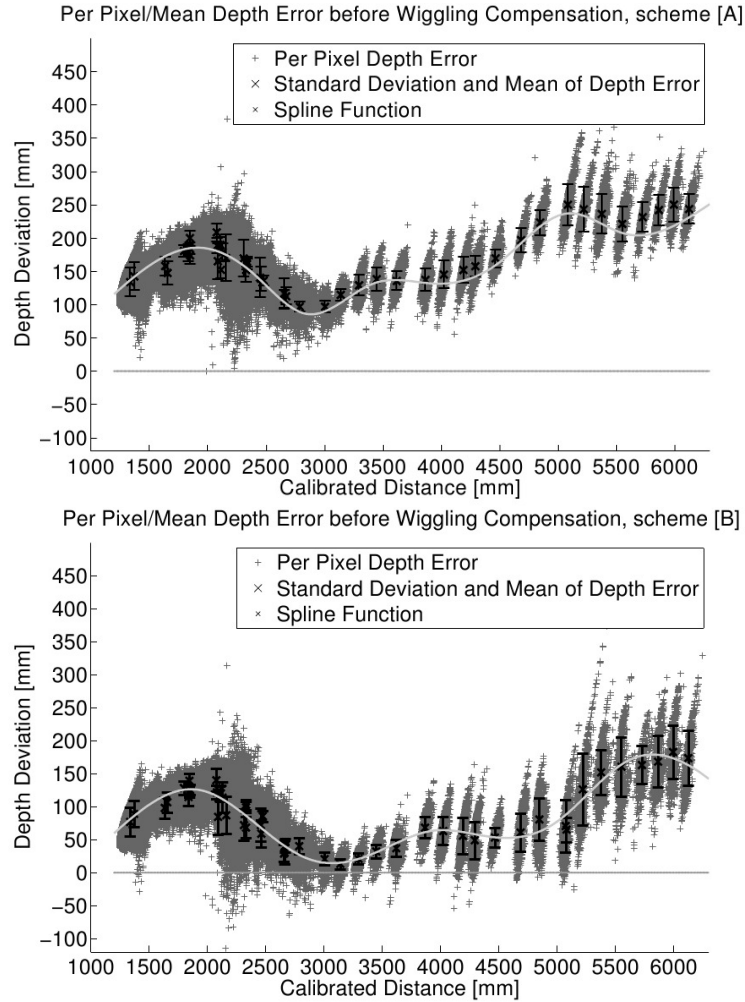 Per Pixel/Mean Depth Error before Wiggling Compensation, scheme [A]
Per Pixel Depth Error
Standard Deviation and Mean of Depth Error
Spline Function
Depth Deviation [mm]
450
400
350
300
250
200
150
100
50
0
−50
−100
1000 1500 2000 2500 3000 3500 4000 4500 5000 5500 6000
Calibrated Distance [mm]
Per Pixel/Mean Depth Error before Wiggling Compensation, scheme [B]
Per Pixel Depth Error
Standard Deviation and Mean of Depth Error
Spline Function
Depth Deviation [mm]
450
400
350
300
250
200
150
100
50
0
−50
−100
1000 1500 2000 2500 3000 3500 4000 4500 5000 5500 6000
Calibrated Distance [mm]